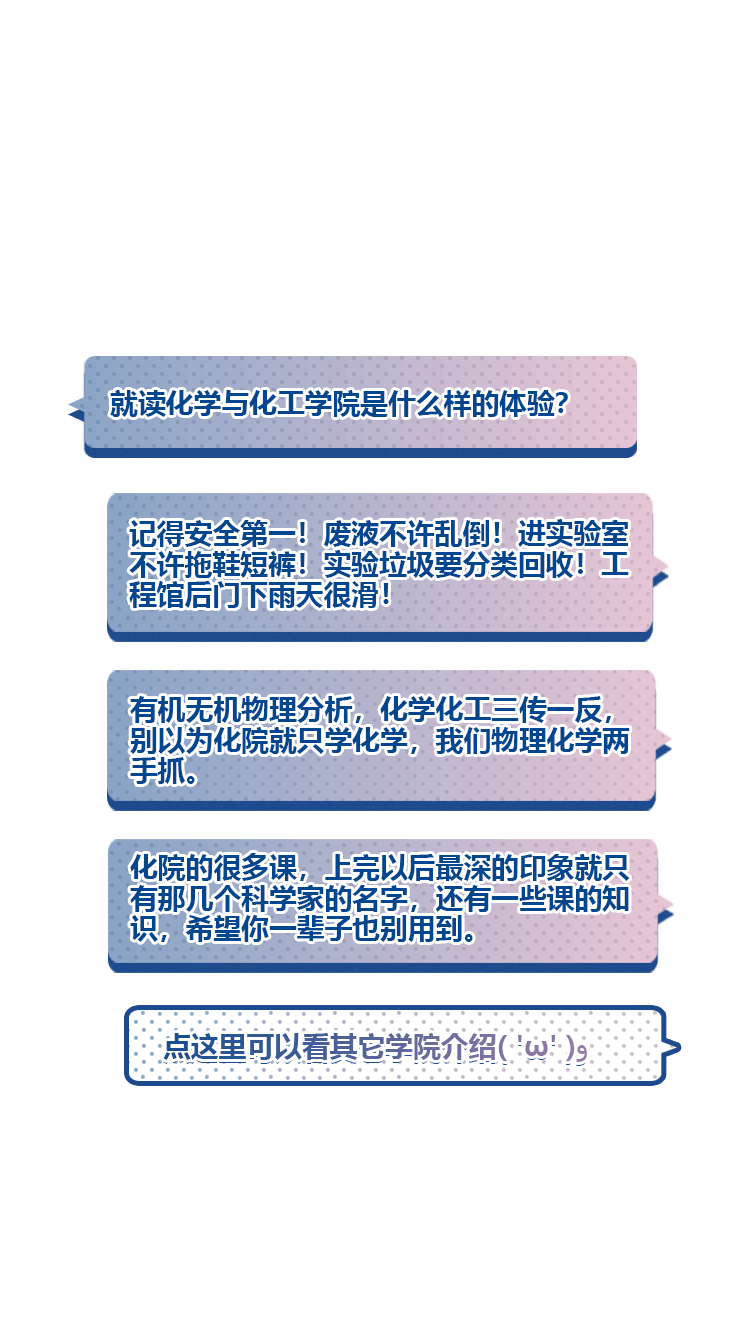 就读化学与化工学院是什么样的体验?
记得安全第一！废液不许乱倒！进实验室
不许拖鞋短裤！实验垃圾要分类回收！工
程馆后门下雨天很滑！
有机无机物理分析，化学化工三传一反，
别以为化院就只学化学，我们物理化学两
手抓。
化院的很多课，上完以后最深的印象就只
有那几个科学家的名字，还有一些课的知
识，希望你一辈子也别用到。
点这里可以看其它学院介绍( 'ω' )و